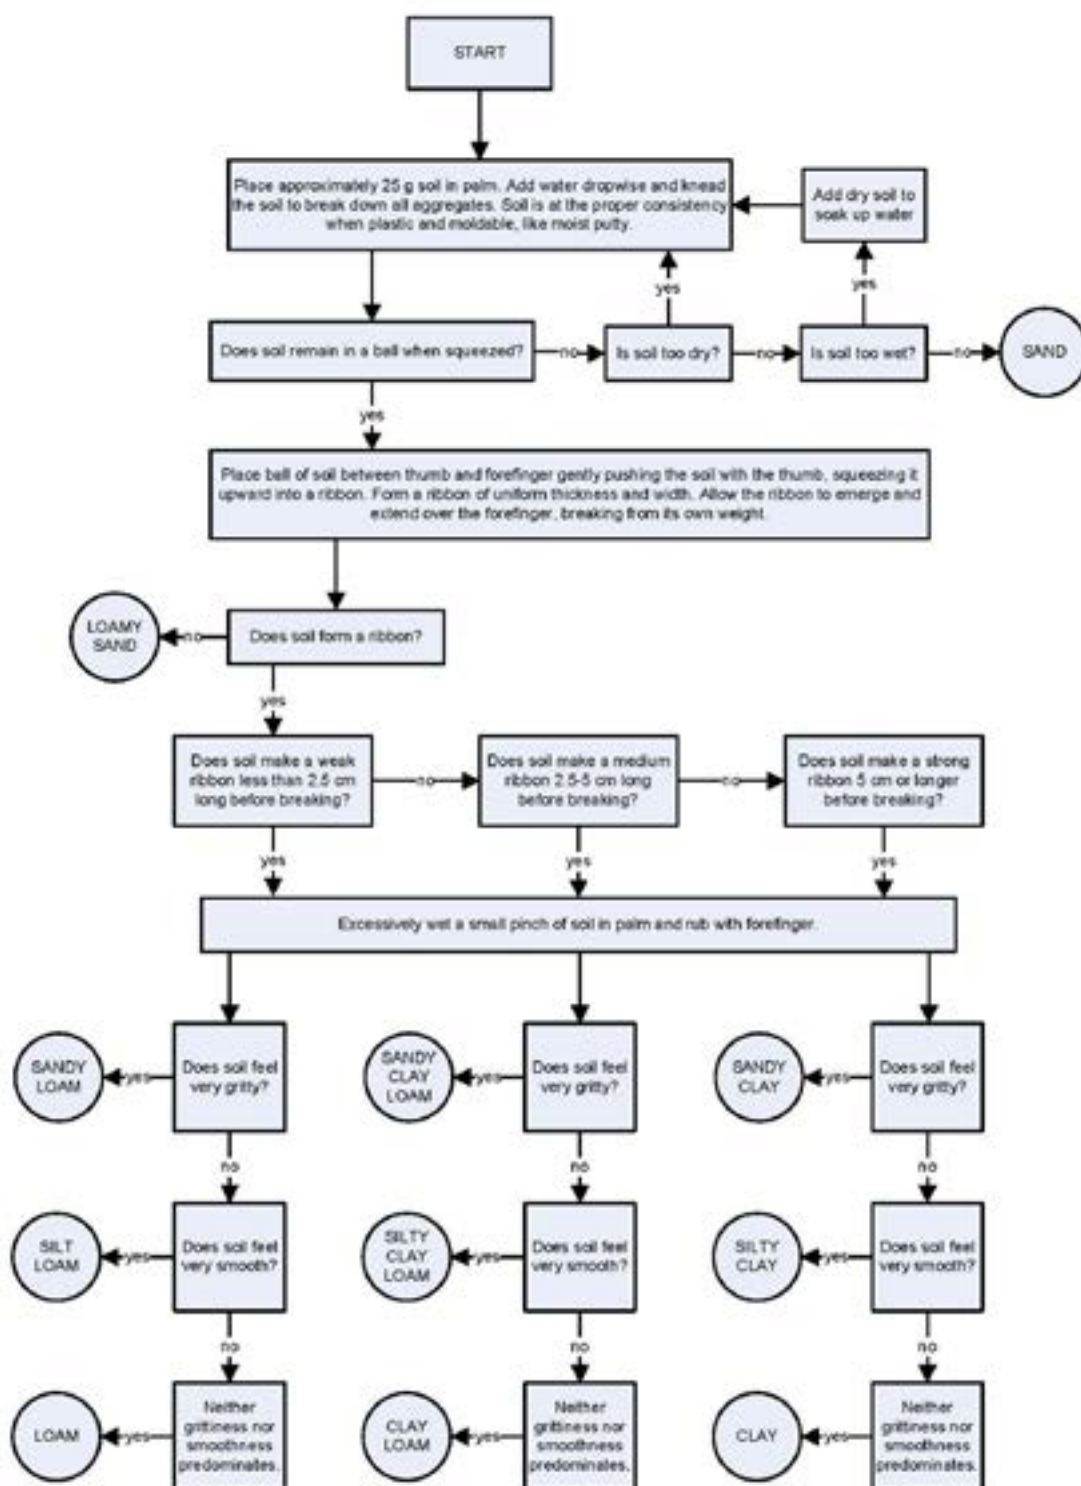 START
Place approximately 25 g soil in palm. Add water dropwise and knead
the soil to break down all aggregates. Soil is at the proper consistency
when plastic and moldable, like moist putty.
Add dry soil to
soak up water
yes
yes
Does soil remain in a ball when squeezed?
no
Is soil too dry?
no
Is soil too wet?
no
SAND
yes
Place ball of soil between thumb and forefinger gently pushing the soil with the thumb, squeezing it
upward into a ribbon. Form a ribbon of uniform thickness and width. Allow the ribbon to emerge and
extend over the forefinger, breaking from its own weight.
LOAMY
SAND
no
Does soil form a ribbon?
yes
Does soil make a weak
ribbon less than 2.5 cm
long before breaking?
no
Does soil make a medium
ribbon 2.5-5 cm long
before breaking?
no
Does soil make a strong
ribbon 5 cm or longer
before breaking?
yes
yes
yes
Excessively wet a small pinch of soil in palm and rub with forefinger.
SANDY
LOAM
yes
Does soil feel
very gritty?
SANDY
CLAY
LOAM
yes
Does soil feel
very gritty?
SANDY
CLAY
yes
Does soil feel
very gritty?
no
no
no
SILT
LOAM
yes
Does soil feel
very smooth?
SILTY
CLAY
LOAM
yes
Does soil feel
very smooth?
SILTY
CLAY
yes
Does soil feel
very smooth?
no
no
no
LOAM
yes
Neither
grittiness nor
smoothness
predominates.
CLAY
LOAM
yes
Neither
grittiness nor
smoothness
predominates.
CLAY
yes
Neither
grittiness nor
smoothness
predominates.